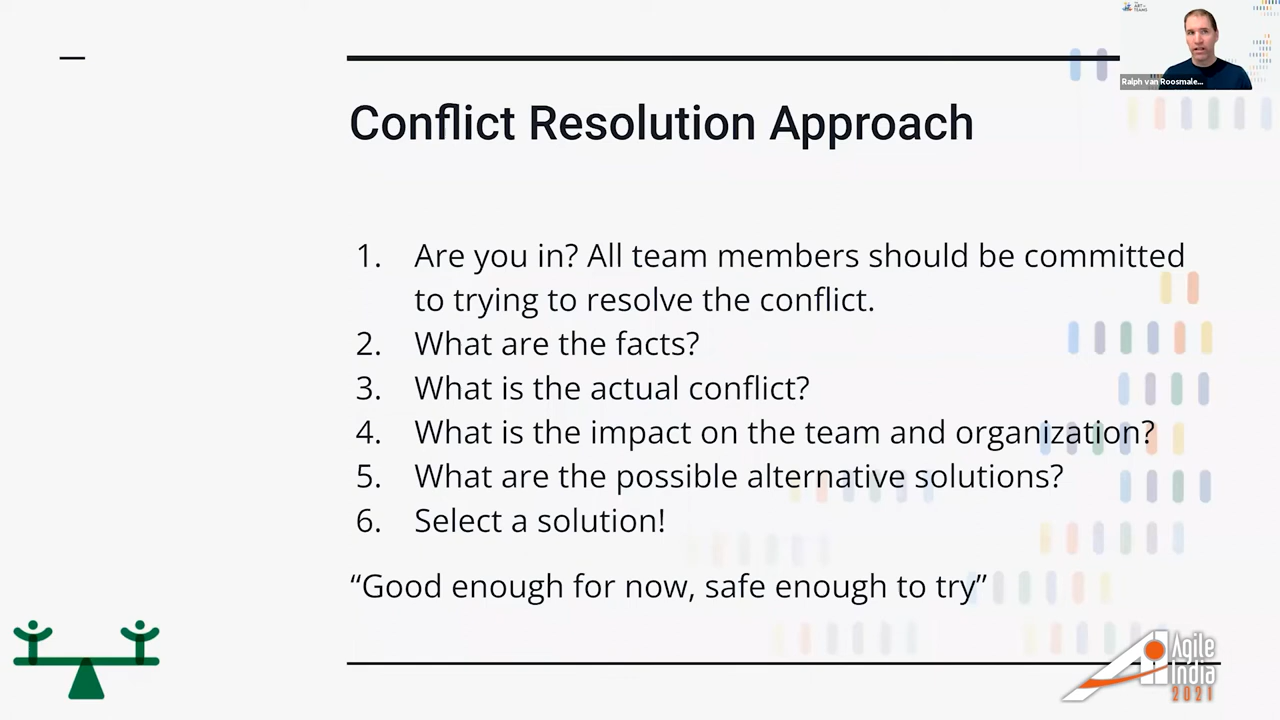 ART
TEAMS
Ralph van Roosmale...
Conflict Resolution Approach
1. Are you in? All team members should be committed
to trying to resolve the conflict.
2. What are the facts?
3. What is the actual conflict?
4. What is the impact on the team and organization?
5. What are the possible alternative solutions?
6. Select a solution!
“Good enough for now, safe enough to try”
Agile
India
2021